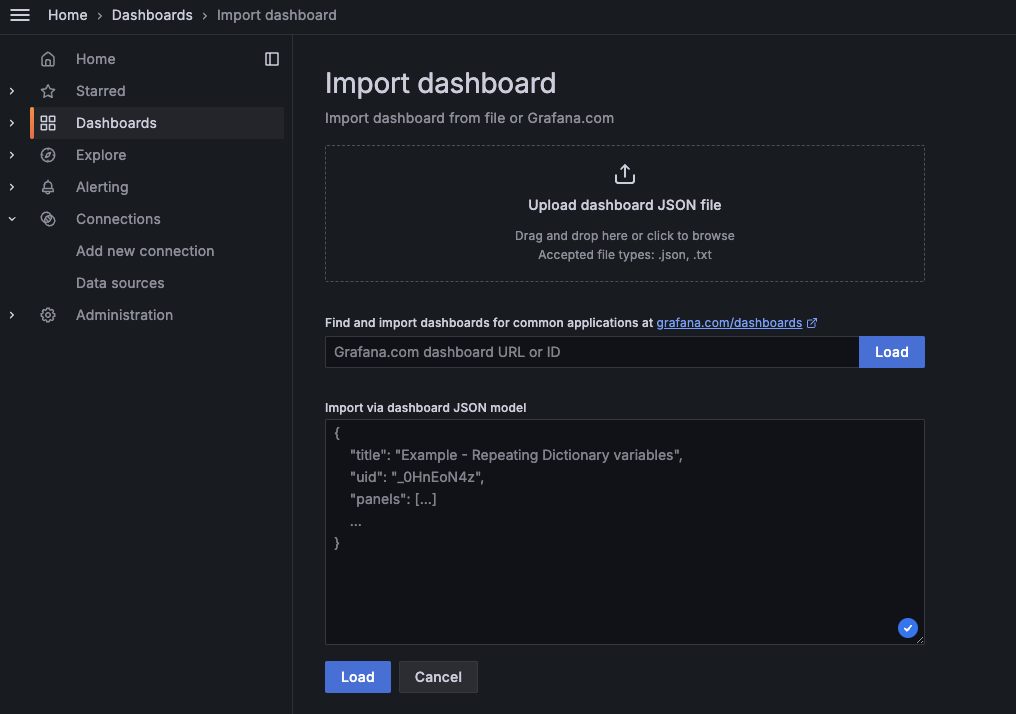 Home › Dashboards › Import dashboard
Home
Starred
Dashboards
Explore
Alerting
Connections
Add new connection
Data sources
Administration
Import dashboard
Import dashboard from file or Grafana.com
Upload dashboard JSON file
Drag and drop here or click to browse
Accepted file types: .json, .txt
Find and import dashboards for common applications at grafana.com/dashboards
Grafana.com dashboard URL or ID
Load
Import via dashboard JSON model
{
"title": "Example - Repeating Dictionary variables",
"uid": "_0HnEoN4z",
"panels": [...]
...
}
Load
Cancel